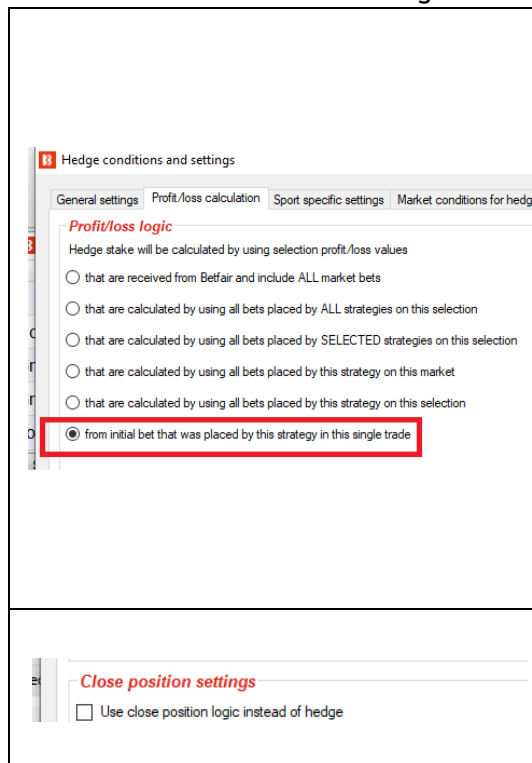 Hedge conditions and settings
General settings Profit/loss calculation Sport specific settings Market conditions for hedg
Profit/loss logic
Hedge stake will be calculated by using selection profit/loss values
that are received from Betfair and include ALL market bets
that are calculated by using all bets placed by ALL strategies on this selection
that are calculated by using all bets placed by SELECTED strategies on this selection
that are calculated by using all bets placed by this strategy on this market
that are calculated by using all bets placed by this strategy on this selection
from initial bet that was placed by this strategy in this single trade
Close position settings
Use close position logic instead of hedge